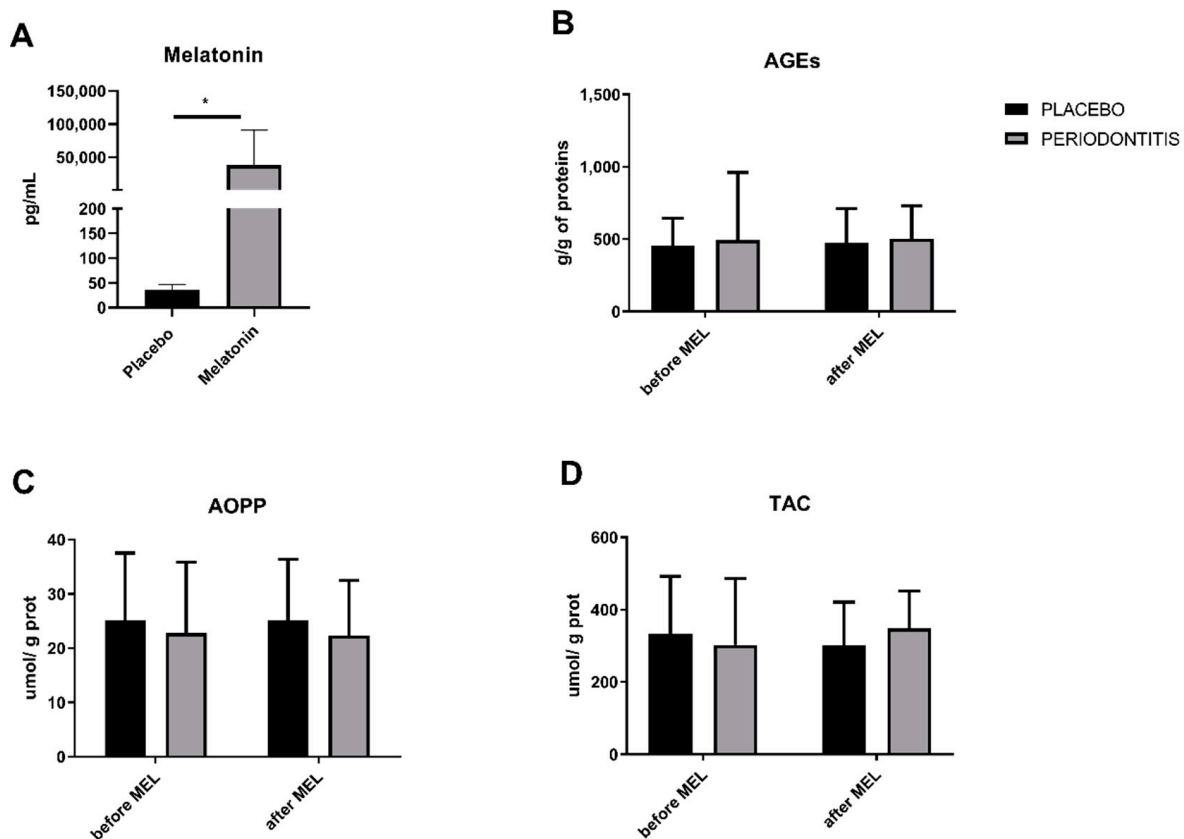 A
Melatonin
150,000
100,000
50,000
200
150
100
50
0
pg/mL
*
Placebo
Melatonin
B
AGEs
1,500
1,000
500
0
g/g of proteins
before MEL
after MEL
PLACEBO
PERIODONTITIS
C
AOPP
40
30
20
10
0
umol/ g prot
before MEL
after MEL
D
TAC
600
400
200
0
umol/ g prot
before MEL
after MEL